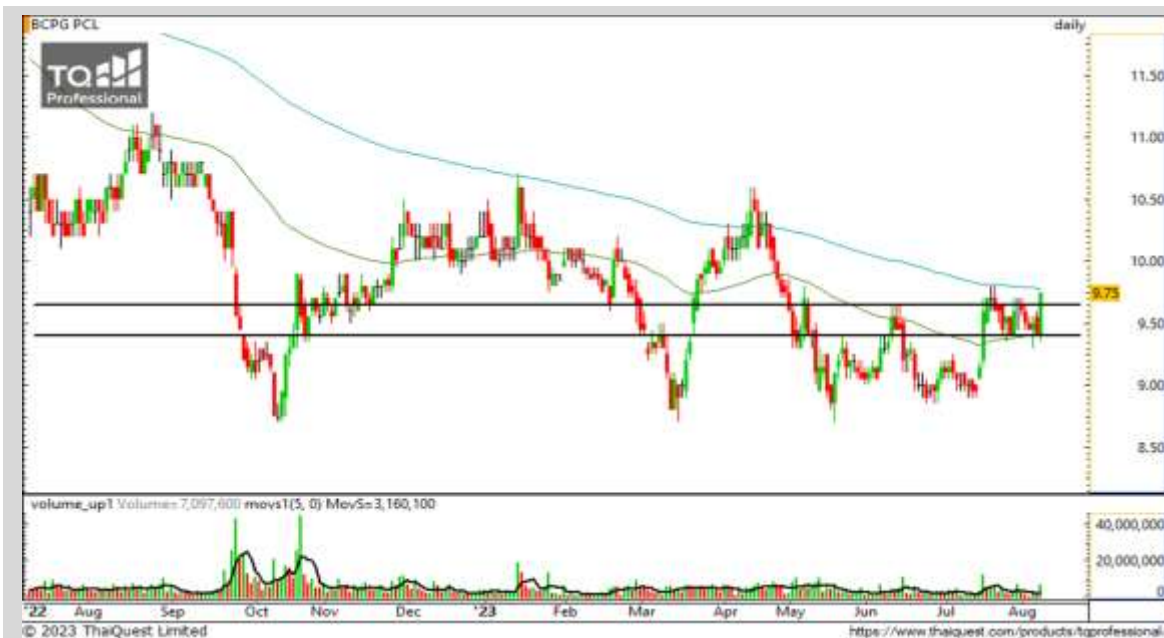 BCPG PCL
daily
TQ
Professional
11.50
11.00
10.50
10.00
9.75
9.50
9.00
8.50
volume_up1 Volume=7,097,600 movs1(5, 0) MovS=3,160,100
40,000,000
20,000,000
0
'22 Aug Sep Oct Nov Dec '23 Feb Mar Apr May Jun Jul Aug
© 2023 ThaiQuest Limited
https://www.thaiquest.com/products/tqprofessional